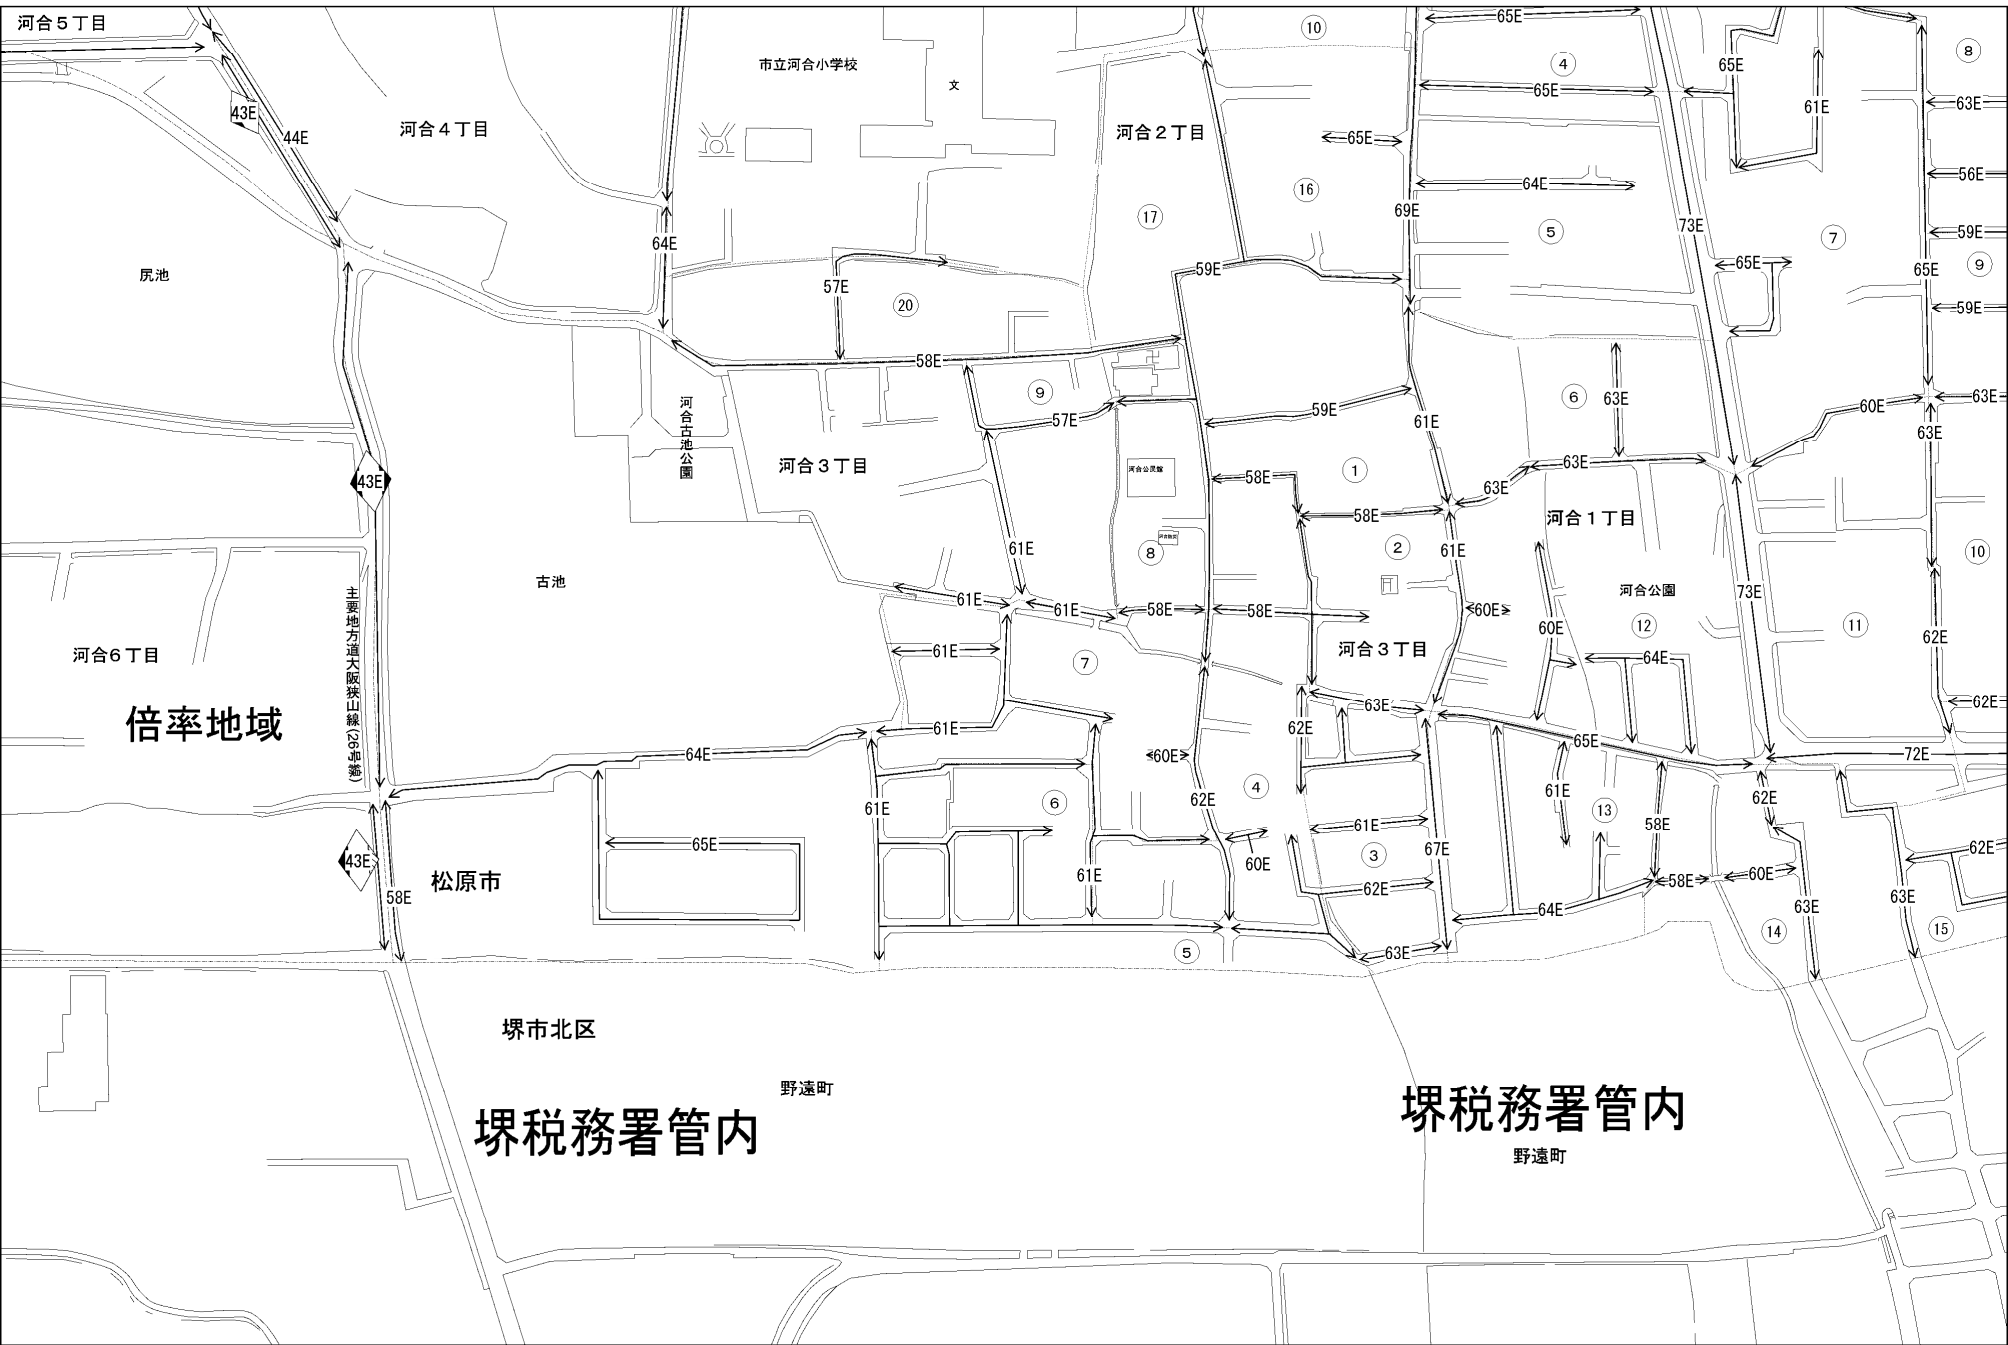 河合５丁目
65E
⑩
⑧
市立河合小学校
文
④
65E
65E
63E
61E
43E
44E
河合４丁目
河合２丁目
65E
56E
64E
16
17
69E
73E
⑤
⑦
59E
64E
59E
65E
65E
⑨
尻池
57E
20
59E
58E
⑨
57E
59E
61E
⑥
63E
60E
63E
63E
河合古池公園
河合３丁目
河合公民館
58E
①
63E
63E
43E
58E
河合１丁目
61E
⑧
②
61E
⑩
古池
主要地方道大阪狭山線(26号線)
河合公園
73E
61E
61E
58E
58E
60E
60E
12
11
62E
河合６丁目
61E
⑦
河合３丁目
64E
倍率地域
61E
62E
63E
65E
62E
64E
60E
72E
61E
⑥
62E
④
61E
13
62E
61E
58E
43E
65E
61E
60E
③
67E
62E
松原市
58E
62E
58E
60E
63E
64E
63E
14
15
⑤
63E
堺市北区
野遠町
堺税務署管内
堺税務署管内
野遠町